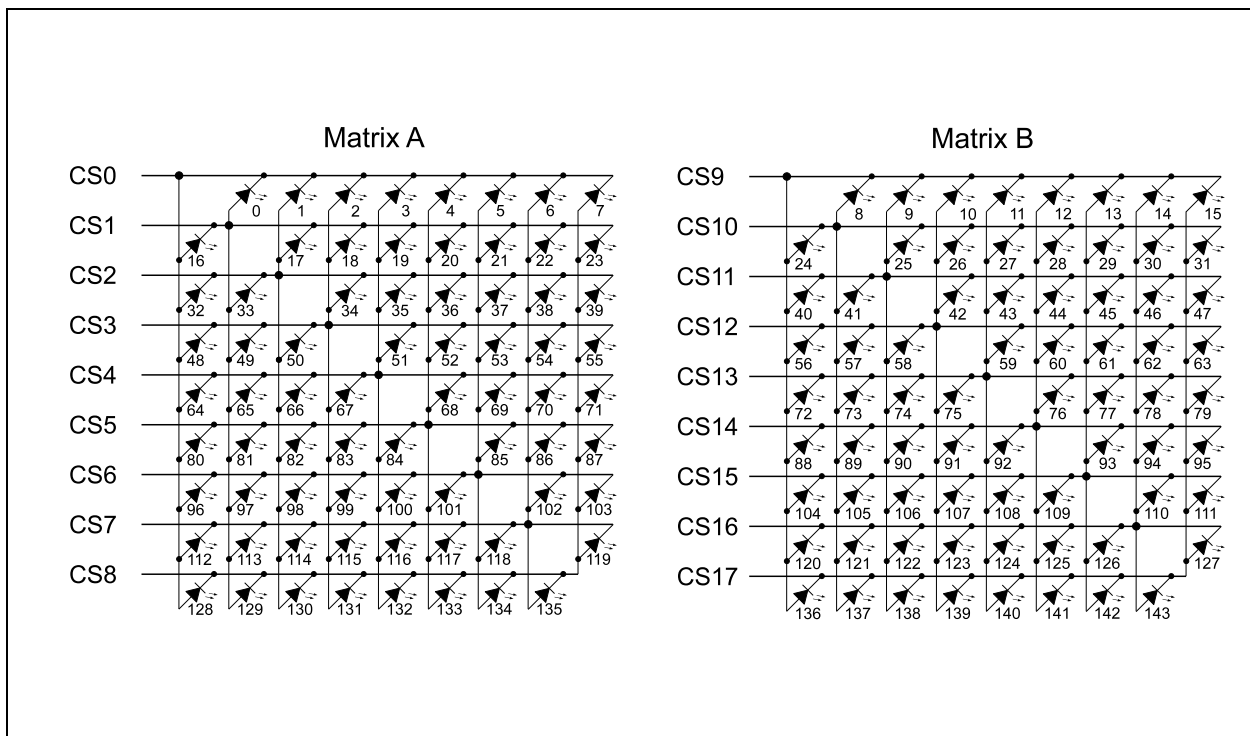 Matrix A Matrix B
CS0 CS9
0 1 2 3 4 5 6 7 8 9 10 11 12 13 14 15
CS1 CS10
16 17 18 19 20 21 22 23 24 25 26 27 28 29 30 31
CS2 CS11
32 33 34 35 36 37 38 39 40 41 42 43 44 45 46 47
CS3 CS12
48 49 50 51 52 53 54 55 56 57 58 59 60 61 62 63
CS4 CS13
64 65 66 67 68 69 70 71 72 73 74 75 76 77 78 79
CS5 CS14
80 81 82 83 84 85 86 87 88 89 90 91 92 93 94 95
CS6 CS15
96 97 98 99 100 101 102 103 104 105 106 107 108 109 110 111
CS7 CS16
112 113 114 115 116 117 118 119 120 121 122 123 124 125 126 127
CS8 CS17
128 129 130 131 132 133 134 135 136 137 138 139 140 141 142 143